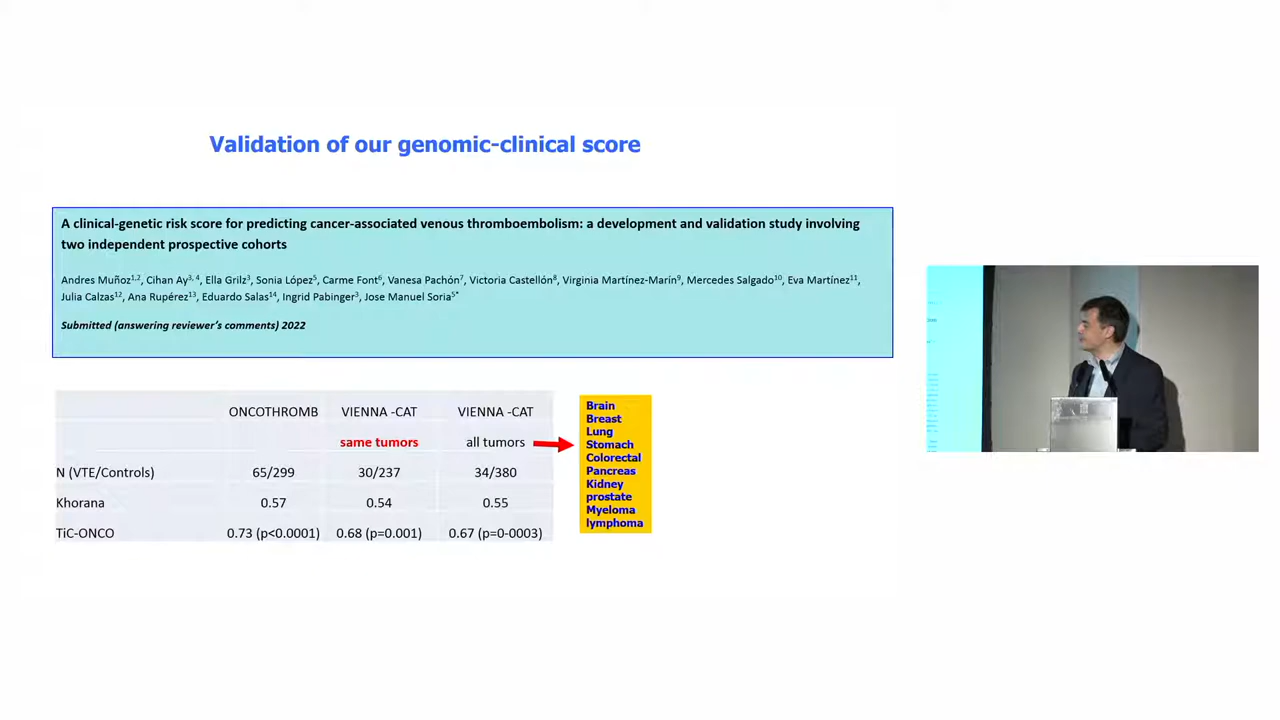 Validation of our genomic-clinical score
A clinical-genetic risk score for predicting cancer-associated venous thromboembolism: a development and validation study involving
two independent prospective cohorts
Andres Muñoz1,2, Cihan Ay3, 4, Ella Grilz3, Sonia López5, Carme Font6, Vanesa Pachón7, Victoria Castellón8, Virginia Martínez-Marín9, Mercedes Salgado10, Eva Martínez11,
Julia Calzas12, Ana Rupérez13, Eduardo Salas14, Ingrid Pabinger3, Jose Manuel Soria5*
Submitted (answering reviewer's comments) 2022
ONCOTHROMB VIENNA -CAT VIENNA -CAT
same tumors all tumors
N (VTE/Controls) 65/299 30/237 34/380
Khorana 0.57 0.54 0.55
TiC-ONCO 0.73 (p<0.0001) 0.68 (p=0.001) 0.67 (p=0-0003)
Brain
Breast
Lung
Stomach
Colorectal
Pancreas
Kidney
prostate
Myeloma
lymphoma